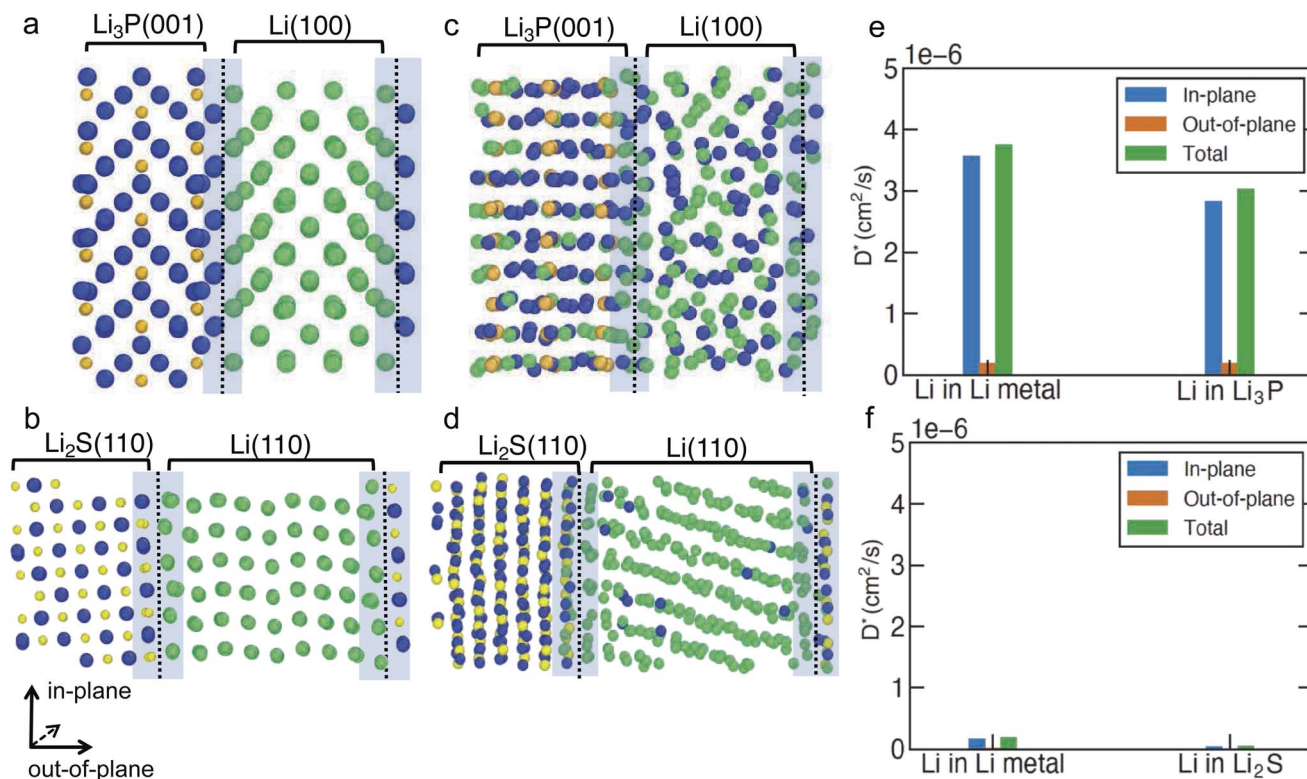 a
Li₃P(001)
Li(100)
b
Li₂S(110)
Li(110)
in-plane
out-of-plane
c
Li₃P(001)
Li(100)
d
Li₂S(110)
Li(110)
e
1e-6
5
4
3
2
1
0
D* (cm²/s)
In-plane
Out-of-plane
Total
Li in Li metal
Li in Li₃P
f
1e-6
5
4
3
2
1
0
D* (cm²/s)
In-plane
Out-of-plane
Total
Li in Li metal
Li in Li₂S